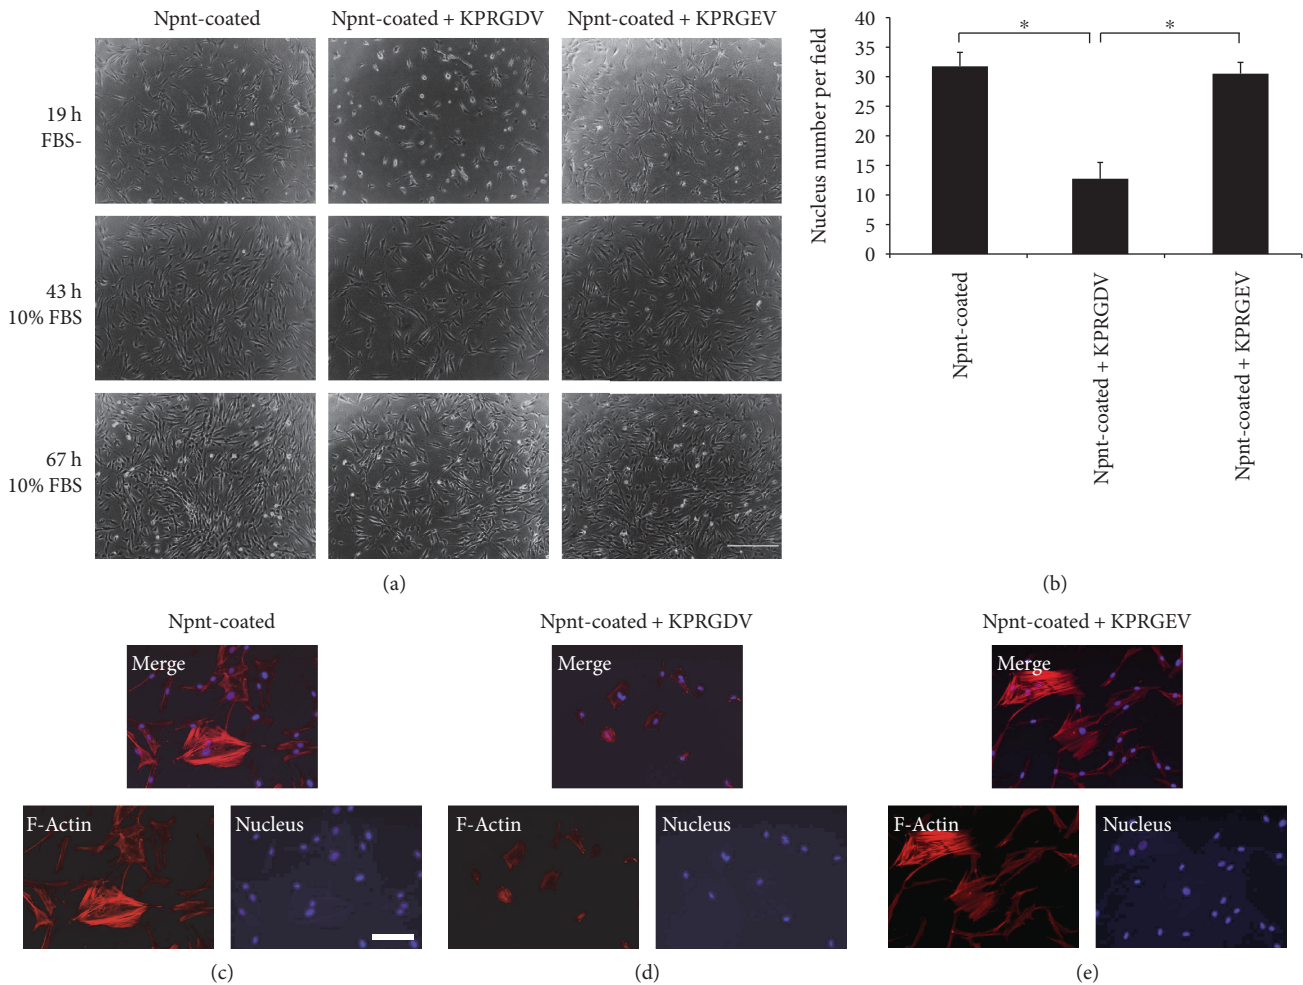 Npnt-coated
Npnt-coated + KPRGDV
Npnt-coated + KPRGEV
19 h
FBS-
43 h
10% FBS
67 h
10% FBS
(a)
Nucleus number per field
40
35
30
25
20
15
10
5
0
*
*
Npnt-coated
Npnt-coated + KPRGDV
Npnt-coated + KPRGEV
(b)
Npnt-coated
Merge
F-Actin
Nucleus
(c)
Npnt-coated + KPRGDV
Merge
F-Actin
Nucleus
(d)
Npnt-coated + KPRGEV
Merge
F-Actin
Nucleus
(e)